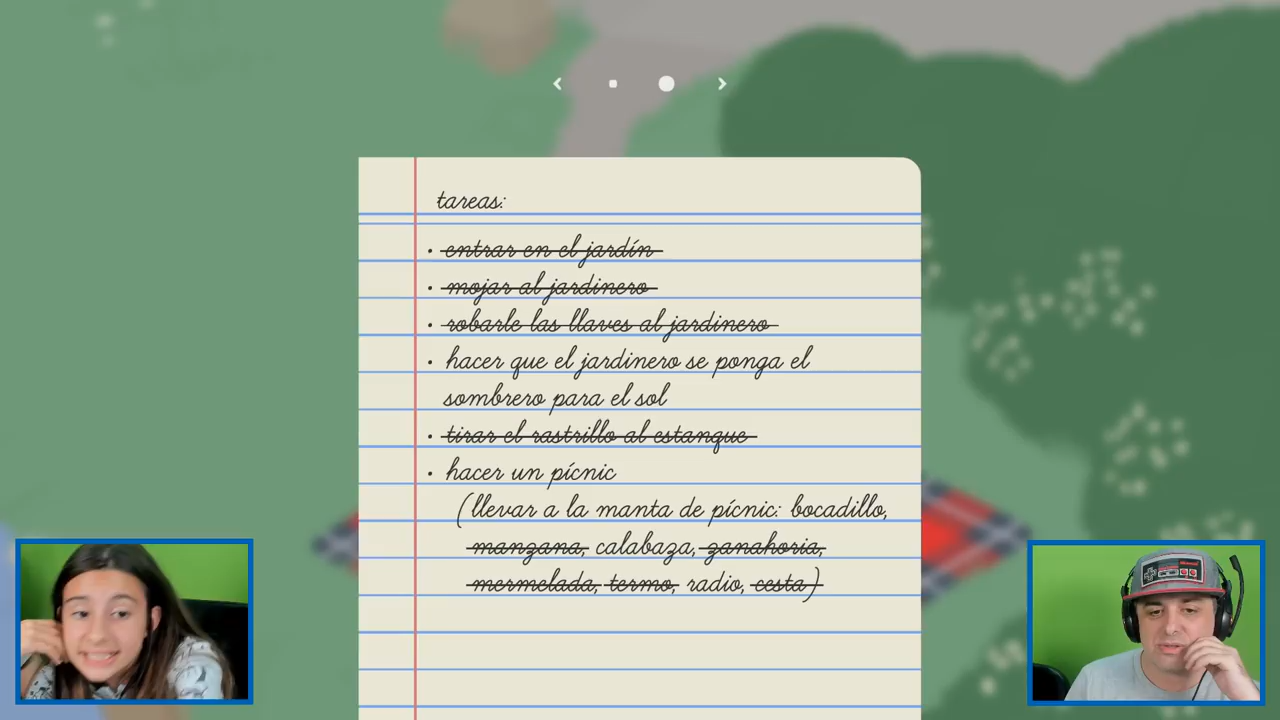 tareas:
• entrar en el jardín
• mojar al jardinero
• robarle las llaves al jardinero
• hacer que el jardinero se ponga el
sombrero para el sol
• tirar el rastrillo al estanque
• hacer un pícnic
(llevar a la manta de pícnic: bocadillo,
manzana, calabaza, zanahoria,
mermelada, termo, radio, cesta)